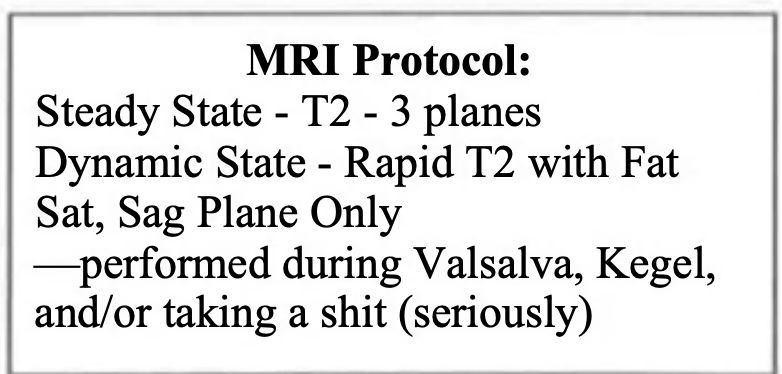 MRI Protocol:
Steady State - T2 - 3 planes
Dynamic State - Rapid T2 with Fat
Sat, Sag Plane Only
—performed during Valsalva, Kegel,
and/or taking a shit (seriously)